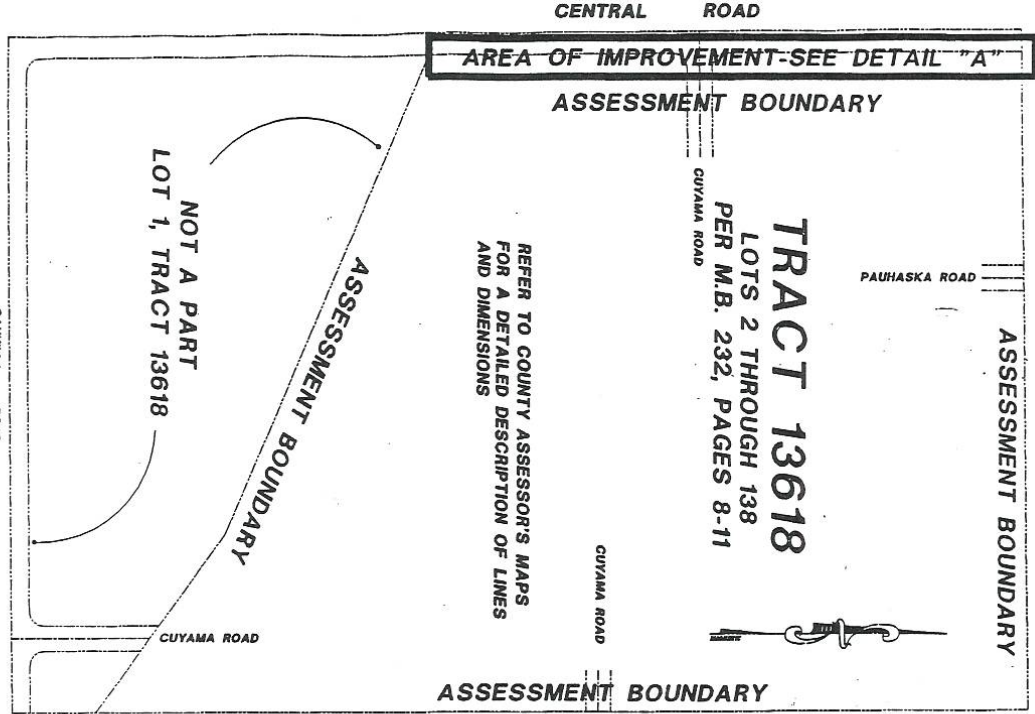 CENTRAL ROAD
AREA OF IMPROVEMENT-SEE DETAIL "A"
ASSESSMENT BOUNDARY
CUYAMA ROAD
PAUHASKA ROAD
TRACT 13618
LOTS 2 THROUGH 138
PER M.B. 232, PAGES 8-11
ASSESSMENT BOUNDARY
NOT A PART
LOT 1, TRACT 13618
ASSESSMENT BOUNDARY
REFER TO COUNTY ASSESSOR'S MAPS
FOR A DETAILED DESCRIPTION OF LINES
AND DIMENSIONS
CUYAMA ROAD
CUYAMA ROAD
ASSESSMENT BOUNDARY